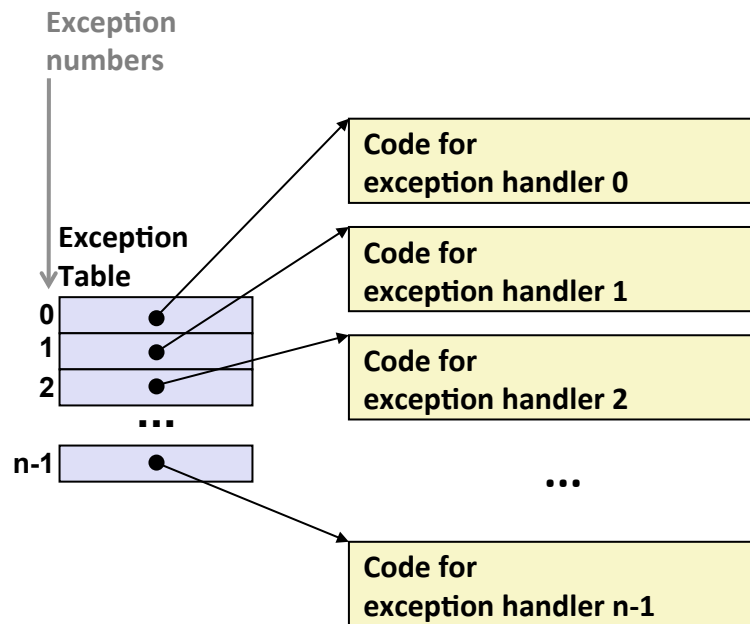 Exception
numbers
Code for
exception handler 0
Exception
Table
Code for
exception handler 1
0
1
2
...
n-1
Code for
exception handler 2
...
Code for
exception handler n-1